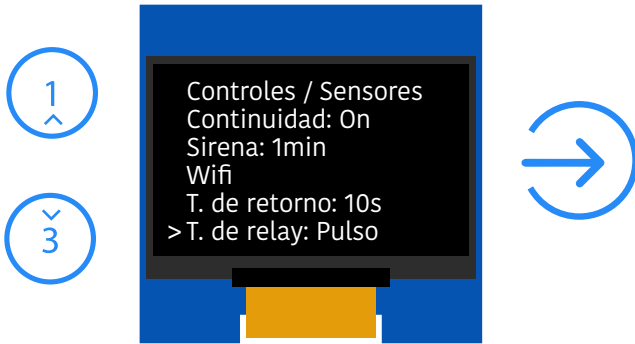 1
3
Controles / Sensores
Continuidad: On
Sirena: 1min
Wifi
T. de retorno: 10s
>T. de relay: Pulso